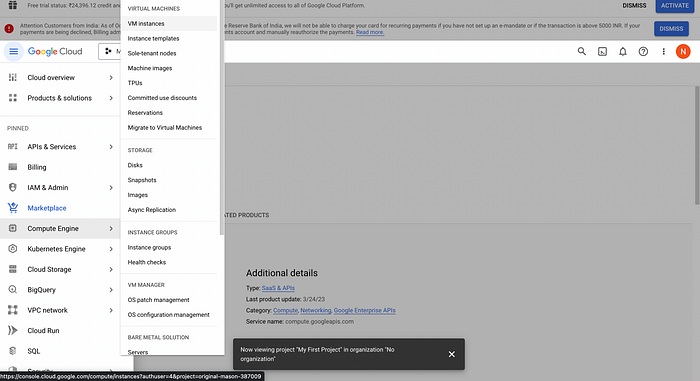 Free trial status: ₹24,396.12 credit and
u'll get unlimited access to all of Google Cloud Platform.
DISMISS
ACTIVATE
Attention Customers from India: As of Oc
e Reserve Bank of India, we will not be able to charge your card for recurring payments if you have not set up an e-mandate or if the transaction is above 5000 INR. If your
payments are being declined, Billing adm
nts account and manually reauthorize the payments. Read more.
DISMISS
Google Cloud
M
N
Cloud overview
Products & solutions
PINNED
APIs & Services
Billing
IAM & Admin
Marketplace
Compute Engine
Kubernetes Engine
Cloud Storage
BigQuery
VPC network
Cloud Run
SQL
Security
VIRTUAL MACHINES
VM instances
Instance templates
Sole-tenant nodes
Machine images
TPUs
Committed use discounts
Reservations
Migrate to Virtual Machines
STORAGE
Disks
Snapshots
Images
Async Replication
INSTANCE GROUPS
Instance groups
Health checks
VM MANAGER
OS patch management
OS configuration management
BARE METAL SOLUTION
Servers
ATED PRODUCTS
Additional details
Type: SaaS & APIs
Last product update: 3/24/23
Category: Compute, Networking, Google Enterprise APIs
Service name: compute.googleapis.com
Now viewing project "My First Project" in organization "No
organization"
https://console.cloud.google.com/compute/instances?authuser=4&project=original-mason-387009